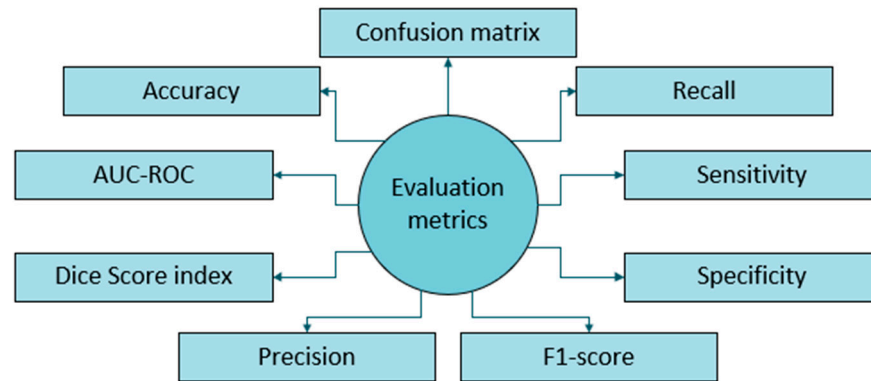 Confusion matrix
Accuracy
Recall
AUC-ROC
Evaluation
metrics
Sensitivity
Dice Score index
Specificity
Precision
F1-score